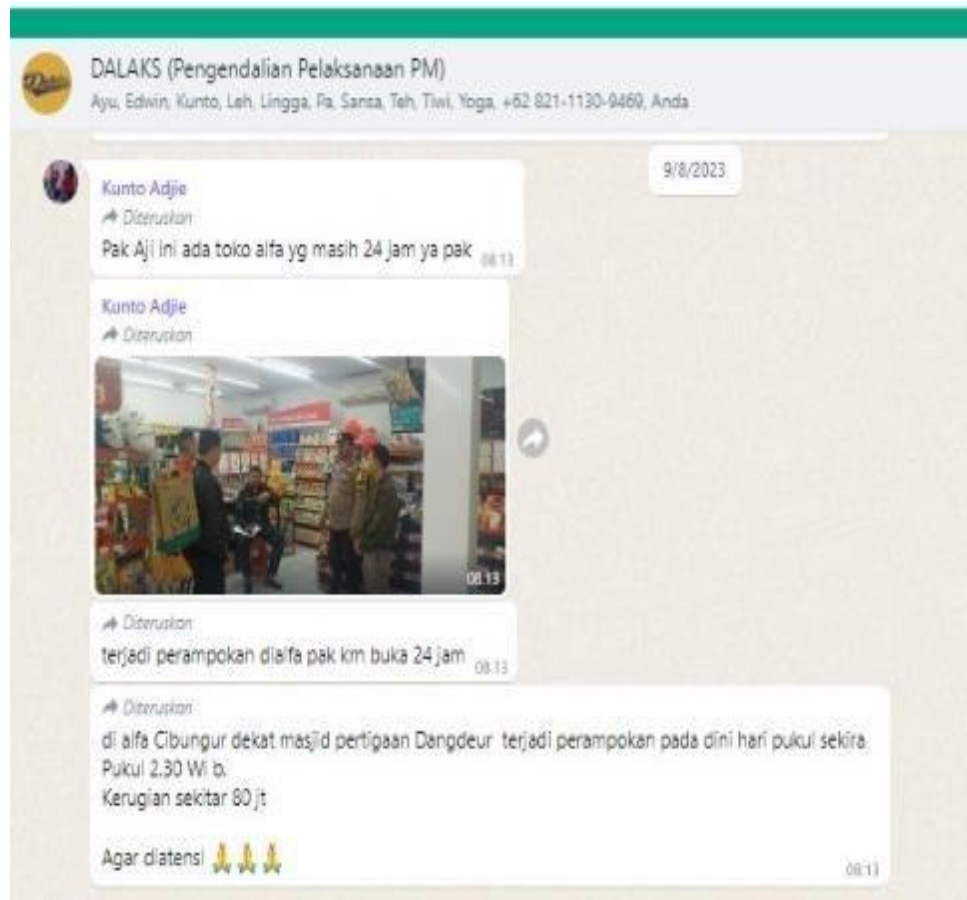 DALAKS (Pengendalian Pelaksanaan PM)
Ayu, Edwin, Kunto, Leh, Lingga, Pa, Sansa, Teh, Tiwi, Yoga, +62 821-1130-9469, Anda
9/8/2023
Kunto Adjie
Diteruskan
Pak Aji ini ada toko alfa yg masih 24 jam ya pak 08.13
Kunto Adjie
Diteruskan
08.13
Diteruskan
terjadi perampokan dialfa pak krn buka 24 jam 08.13
Diteruskan
di alfa Cibungur dekat masjid pertigaan Dangdeur terjadi perampokan pada dini hari pukul sekira
Pukul 2.30 Wi b.
Kerugian sekitar 80 jt
Agar diatensi 🙏🙏🙏 08.13